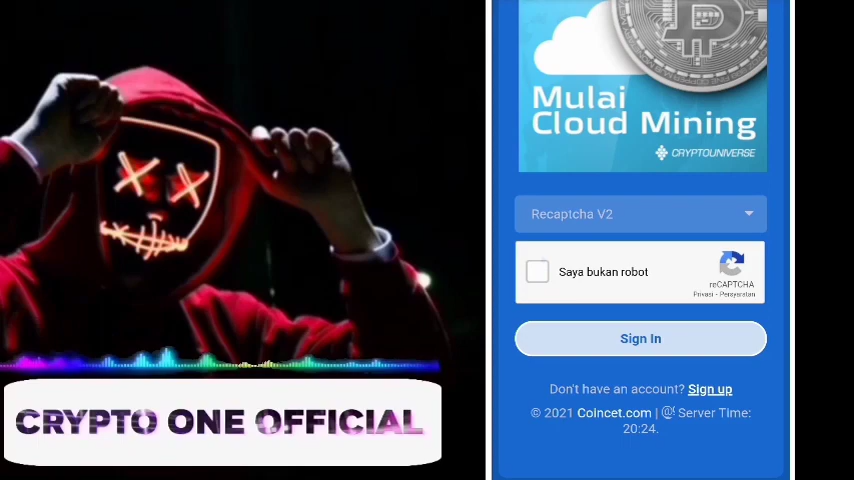 CRYPTO ONE OFFICIAL
Mulai
Cloud Mining
CRYPTOUNIVERSE
Recaptcha V2
Saya bukan robot
reCAPTCHA
Privasi - Persyaratan
Sign In
Don't have an account? Sign up
© 2021 Coincet.com | Server Time:
20:24.